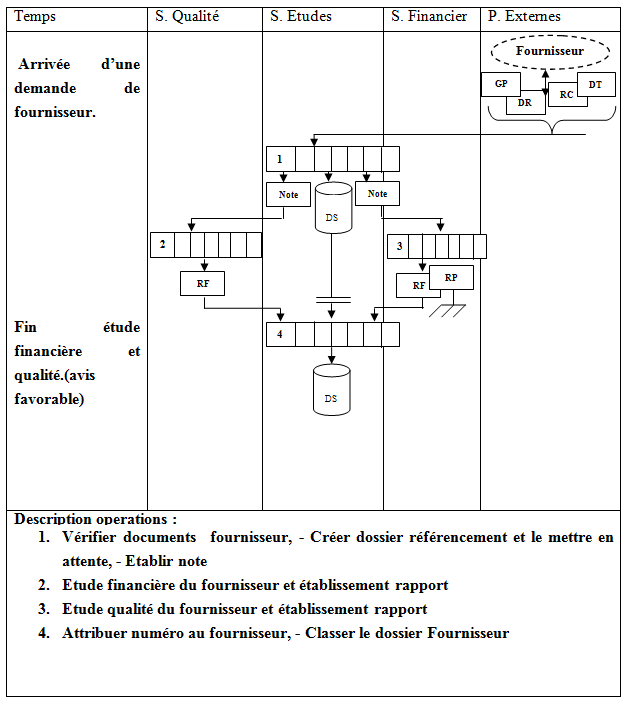 Temps S. Qualité S. Etudes S. Financier P. Externes
Fournisseur
Arrivée d'une
demande de
fournisseur.
GP DR RC DT
1
Note DS Note
2 3
RF RF RP
Fin étude
financière et
qualité.(avis
favorable)
4
DS
Description operations :
1. Vérifier documents fournisseur, - Créer dossier référencement et le mettre en
attente, - Etablir note
2. Etude financière du fournisseur et établissement rapport
3. Etude qualité du fournisseur et établissement rapport
4. Attribuer numéro au fournisseur, - Classer le dossier Fournisseur